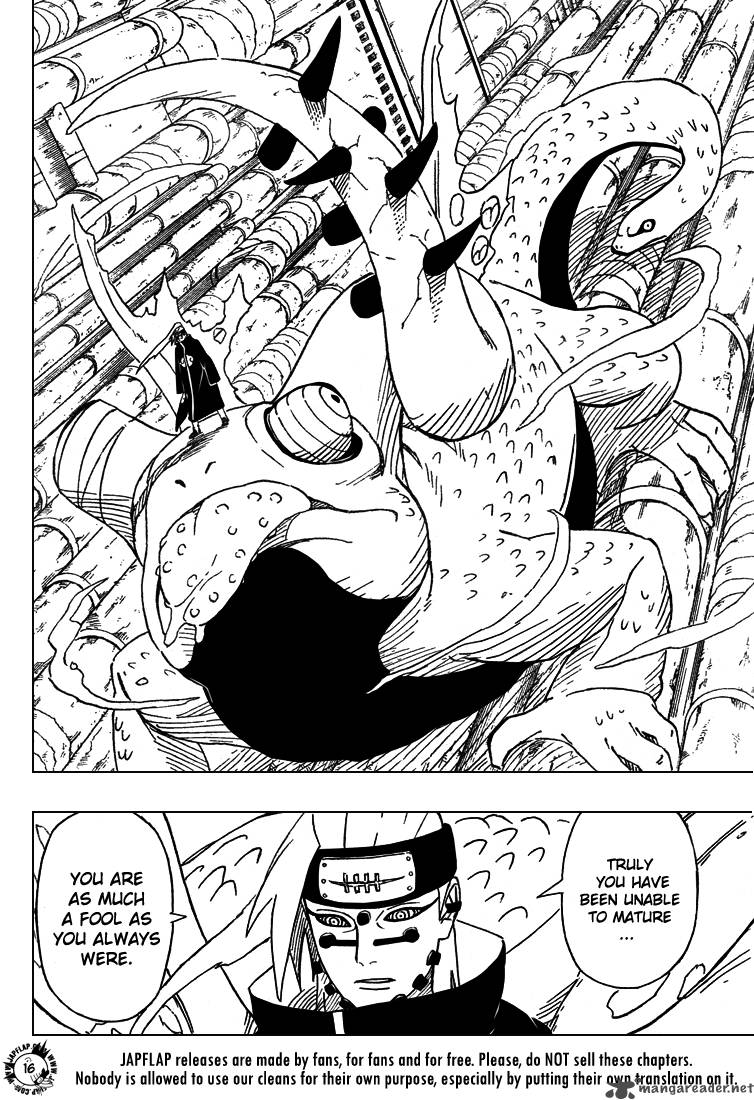 TRULY
YOU HAVE
BEEN UNABLE
TO MATURE
...
YOU ARE
AS MUCH
A FOOL AS
YOU ALWAYS
WERE.
16
JAPFLAP releases are made by fans, for fans and for free. Please, do NOT sell these chapters.
Nobody is allowed to use our cleans for their own purpose, especially by putting their own translation on it.
mangareader.net